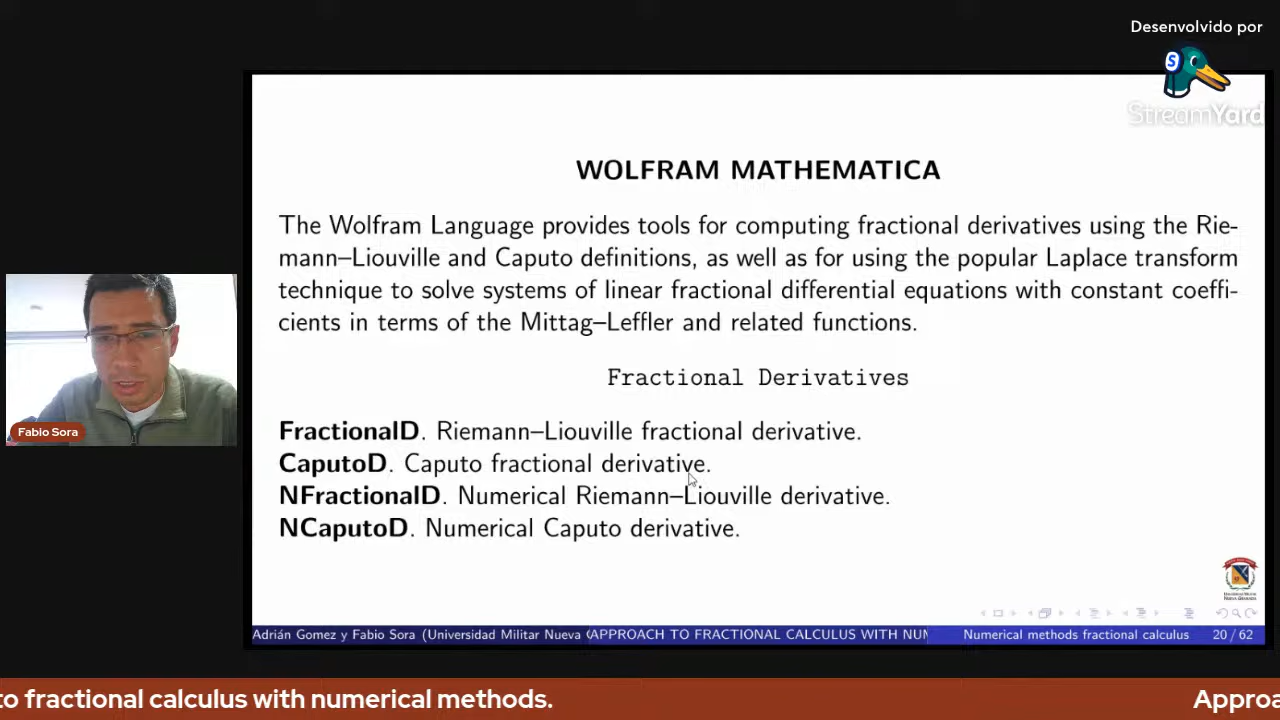 Desenvolvido por
S
StreamYard
WOLFRAM MATHEMATICA
The Wolfram Language provides tools for computing fractional derivatives using the Rie-
mann–Liouville and Caputo definitions, as well as for using the popular Laplace transform
technique to solve systems of linear fractional differential equations with constant coeffi-
cients in terms of the Mittag–Leffler and related functions.
Fractional Derivatives
FractionalD. Riemann–Liouville fractional derivative.
CaputoD. Caputo fractional derivative.
NFractionalD. Numerical Riemann–Liouville derivative.
NCaputoD. Numerical Caputo derivative.
Fabio Sora
Adrián Gomez y Fabio Sora (Universidad Militar Nueva G
APPROACH TO FRACTIONAL CALCULUS WITH NUM
Numerical methods fractional calculus
20 / 62
to fractional calculus with numerical methods.
Approa